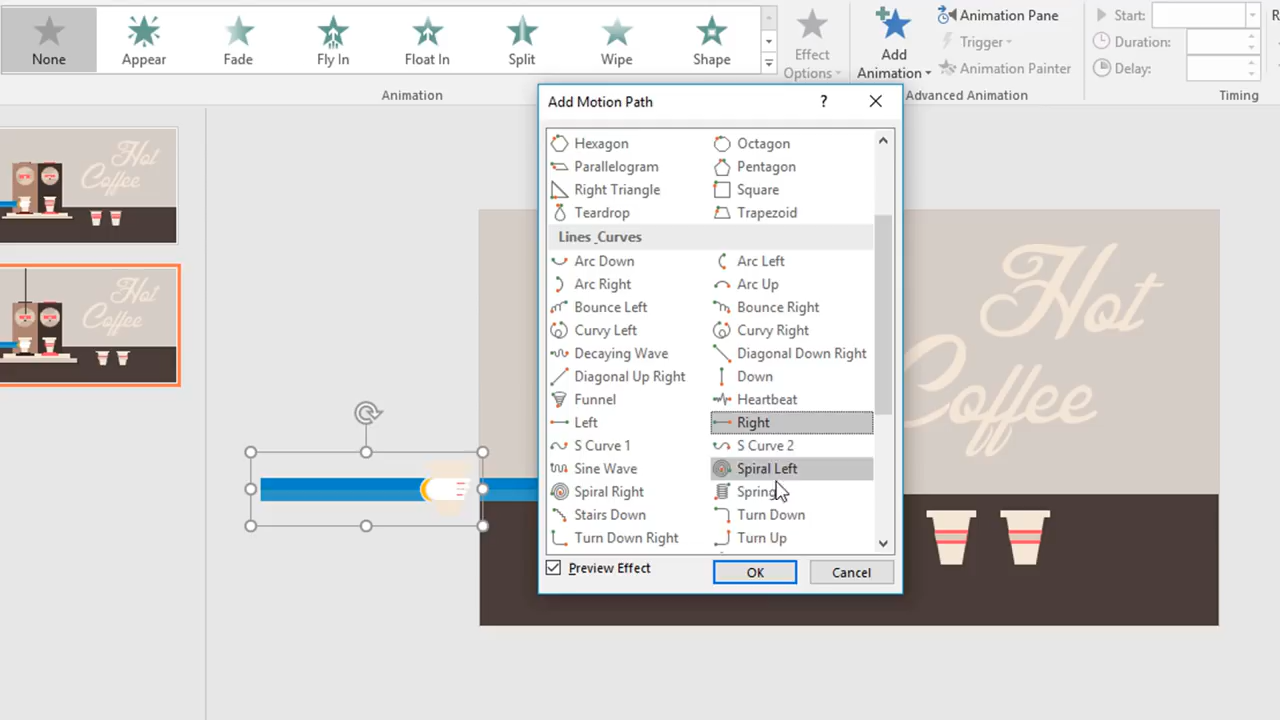 None
Appear
Fade
Fly In
Float In
Split
Wipe
Shape
Effect
Options
Add
Animation
Animation Pane
Trigger
Animation Painter
Start:
Duration:
Delay:
Animation
Advanced Animation
Timing
Add Motion Path
?
Hexagon Octagon
Parallelogram Pentagon
Right Triangle Square
Teardrop Trapezoid
Lines_Curves
Arc Down Arc Left
Arc Right Arc Up
Bounce Left Bounce Right
Curvy Left Curvy Right
Decaying Wave Diagonal Down Right
Diagonal Up Right Down
Funnel Heartbeat
Left Right
S Curve 1 S Curve 2
Sine Wave Spiral Left
Spiral Right Spring
Stairs Down Turn Down
Turn Down Right Turn Up
Preview Effect
OK
Cancel
Hot
Coffee
Hot
Coffee
Hot
Coffee